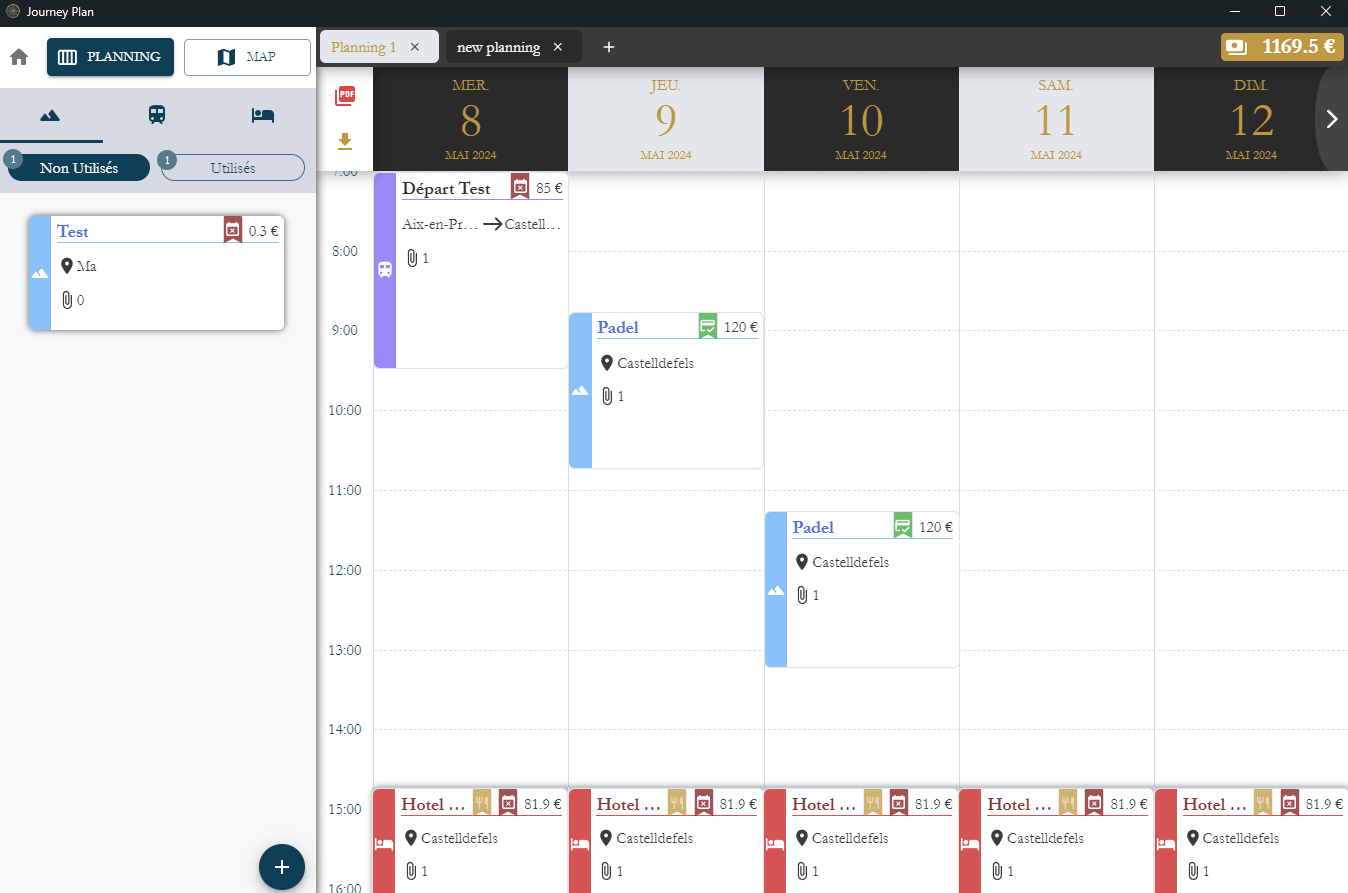 Journey Plan
PLANNING
MAP
Planning 1
new planning
1169.5 €
1
Non Utilisés
1
Utilisés
Test
0.3 €
Ma
0
PDF
MER.
8
MAI 2024
JEU.
9
MAI 2024
VEN.
10
MAI 2024
SAM.
11
MAI 2024
DIM.
12
MAI 2024
7:00
Départ Test
85 €
Aix-en-Pr…
Castell…
1
8:00
9:00
Padel
120 €
Castelldefels
1
10:00
11:00
Padel
120 €
Castelldefels
1
12:00
13:00
14:00
15:00
Hotel …
81.9 €
Castelldefels
1
Hotel …
81.9 €
Castelldefels
1
Hotel …
81.9 €
Castelldefels
1
Hotel …
81.9 €
Castelldefels
1
Hotel …
81.9 €
Castelldefels
1
16:00